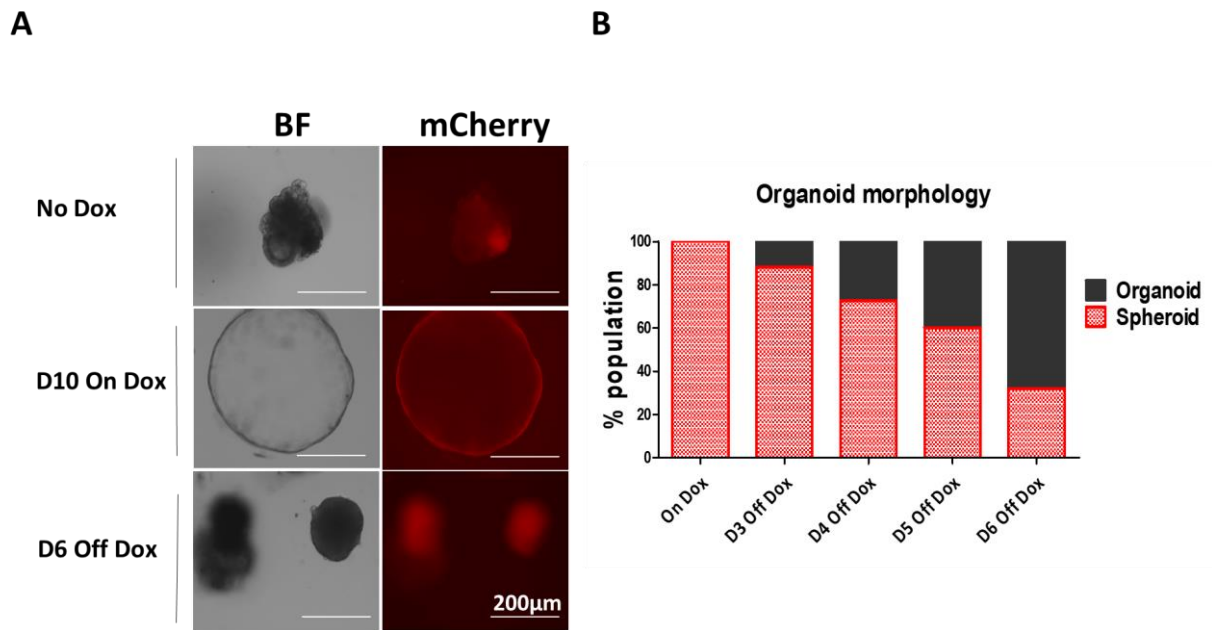 A
BF
mCherry
No Dox
D10 On Dox
D6 Off Dox
200µm
B
Organoid morphology
% population
100
80
60
40
20
0
On Dox
D3 Off Dox
D4 Off Dox
D5 Off Dox
D6 Off Dox
Organoid
Spheroid